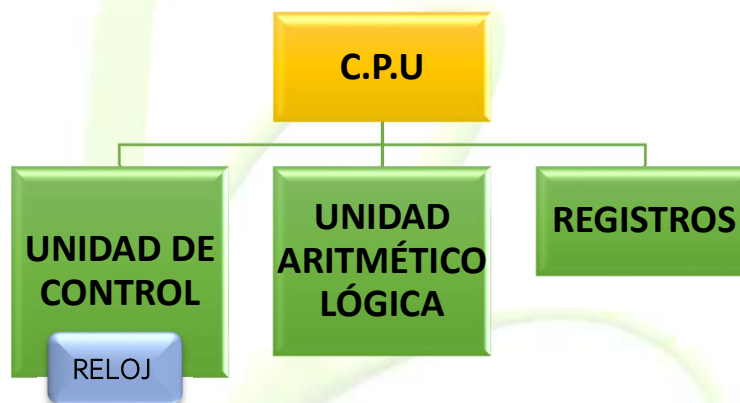 C.P.U
UNIDAD DE
CONTROL
RELOJ
UNIDAD
ARITMÉTICO
LÓGICA
REGISTROS